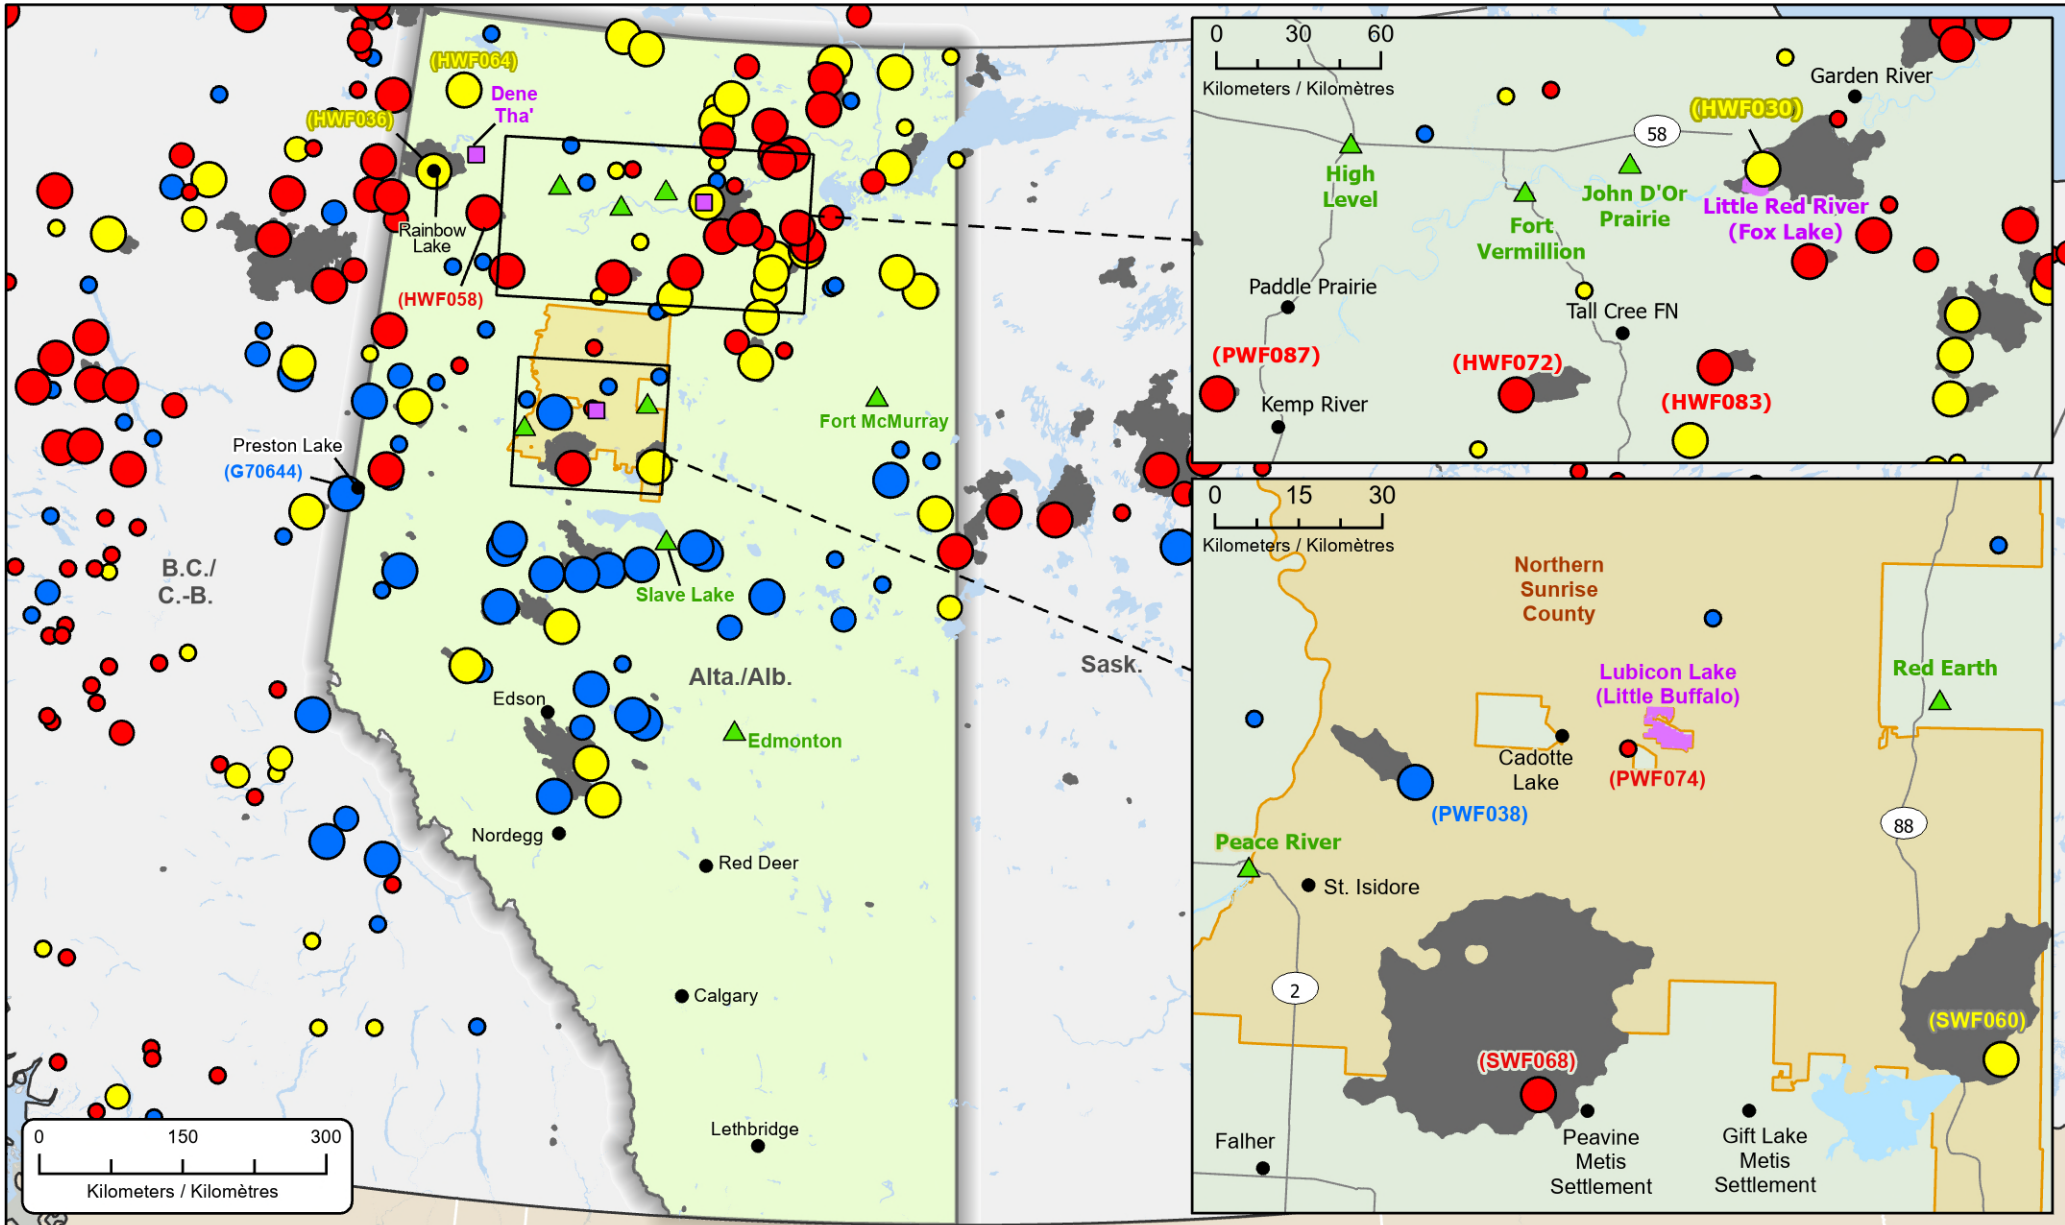 (HWF064)
Dene
Tha'
(HWF036)
Rainbow
Lake
(HWF058)
Fort McMurray
Preston Lake
(G70644)
B.C./
C.-B.
Slave Lake
Alta./Alb.
Sask.
Edson
Edmonton
Nordegg
Red Deer
Calgary
Lethbridge
0 150 300
Kilometers / Kilomètres
0 30 60
Kilometers / Kilomètres
Garden River
(HWF030)
58
High
Level
John D'Or
Prairie
Fort
Vermillion
Little Red River
(Fox Lake)
Paddle Prairie
Tall Cree FN
(PWF087)
(HWF072)
(HWF083)
Kemp River
0 15 30
Kilometers / Kilomètres
Northern
Sunrise
County
Lubicon Lake
(Little Buffalo)
Red Earth
Cadotte
Lake
(PWF074)
(PWF038)
88
Peace River
St. Isidore
2
(SWF060)
(SWF068)
Falher
Peavine
Metis
Settlement
Gift Lake
Metis
Settlement